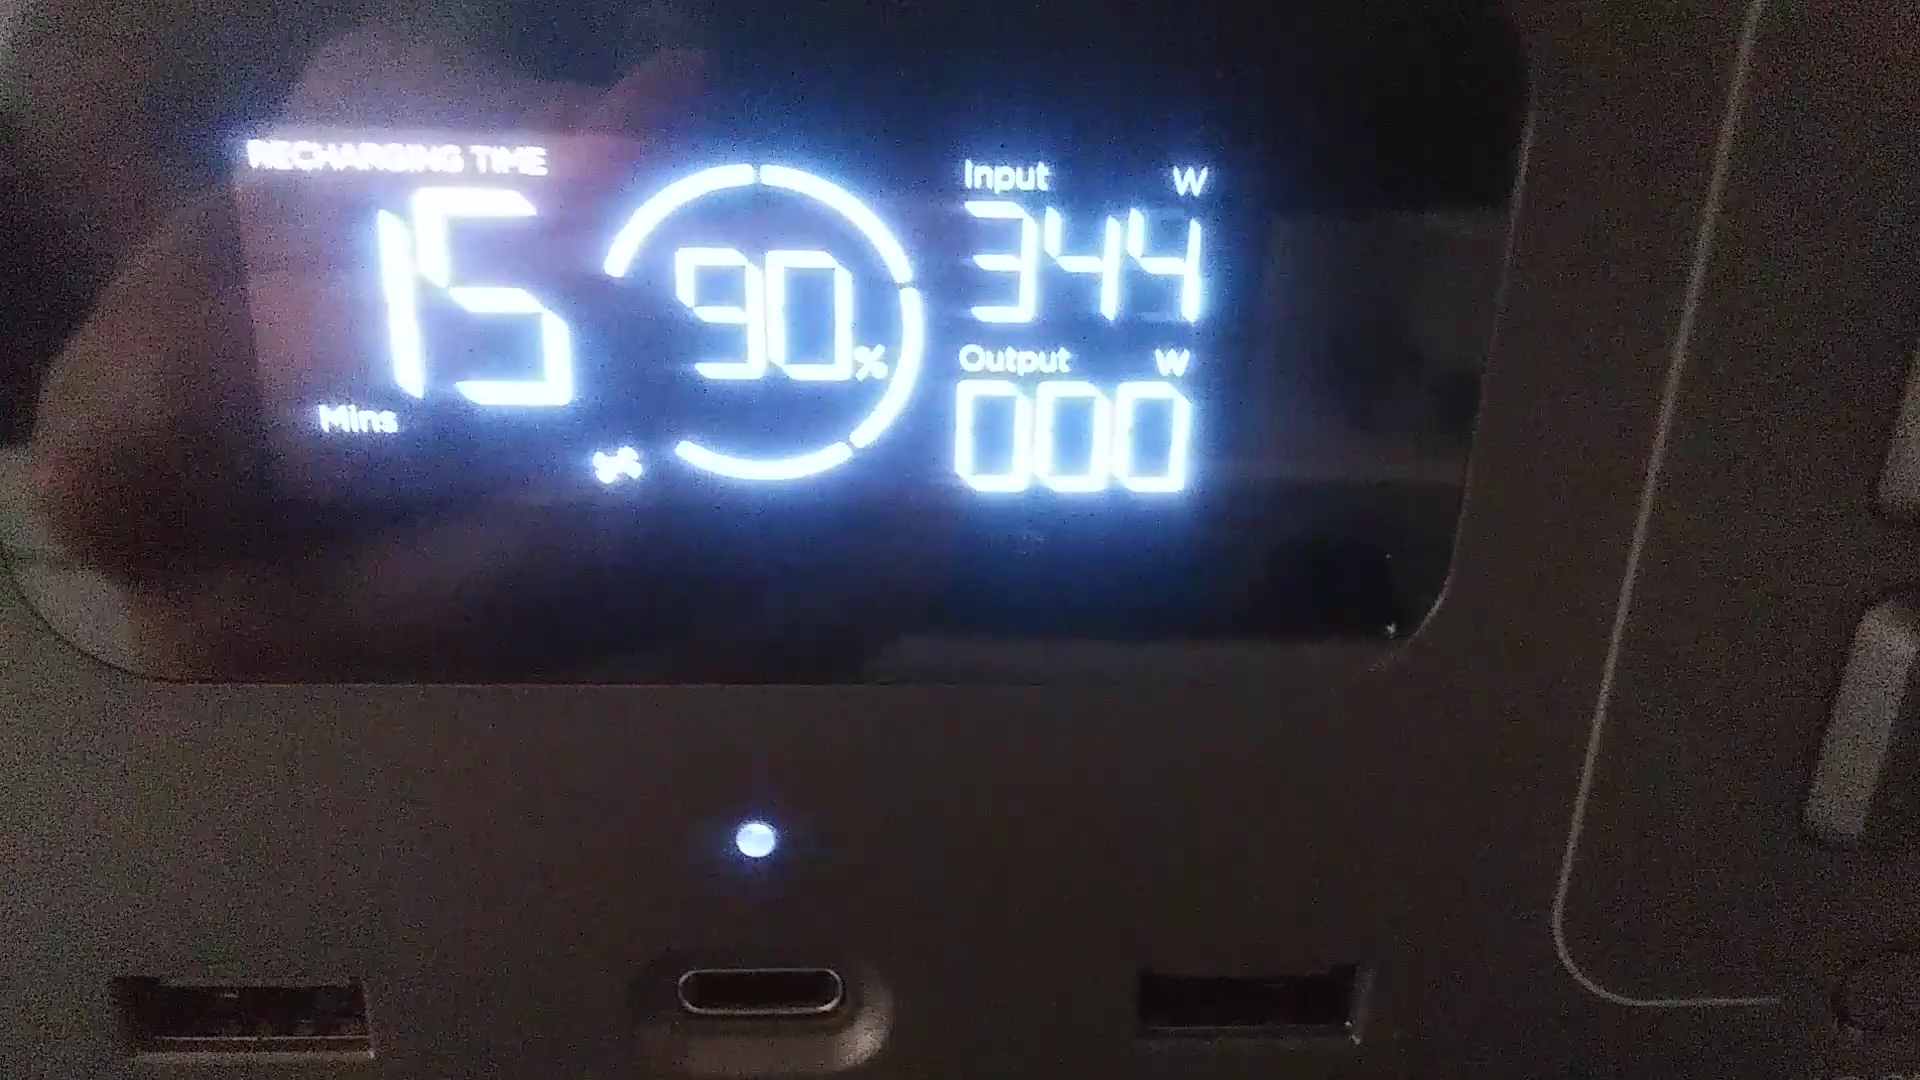 RECHARGING TIME
15
Mins
90%
Input W
344
Output W
000